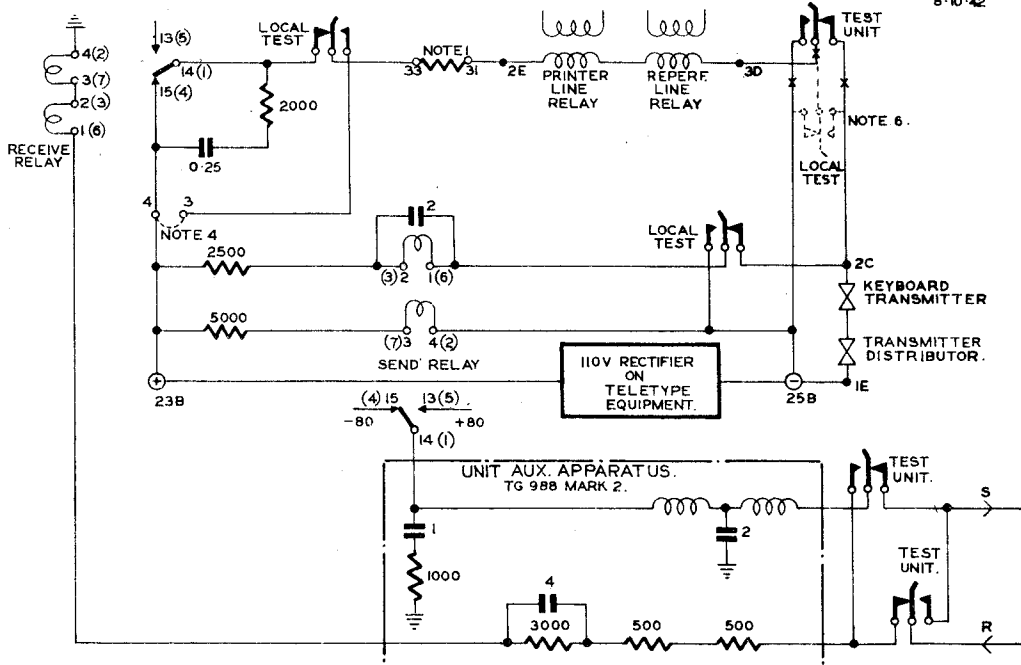 8·10·42
13(5)
LOCAL
TEST
TEST
UNIT
4(2)
14(1)
NOTE 1
33
31
2E
3D
3(7)
15(4)
PRINTER
LINE
RELAY
REPERF.
LINE
RELAY
2(3)
2000
1(6)
NOTE 6.
RECEIVE
RELAY
0·25
LOCAL
TEST
4
3
2
NOTE 4
LOCAL
TEST
2500
(3)2
1(6)
2C
KEYBOARD
TRANSMITTER
5000
(7)3
4(2)
TRANSMITTER
DISTRIBUTOR.
SEND RELAY
110V RECTIFIER
ON
TELETYPE
EQUIPMENT.
+
23B
−
25B
1E
(4) 15
13(5)
-80
+80
14(1)
UNIT AUX. APPARATUS.
TG 988 MARK 2.
TEST
UNIT.
S
1
2
1000
TEST
UNIT.
4
3000
500
500
R